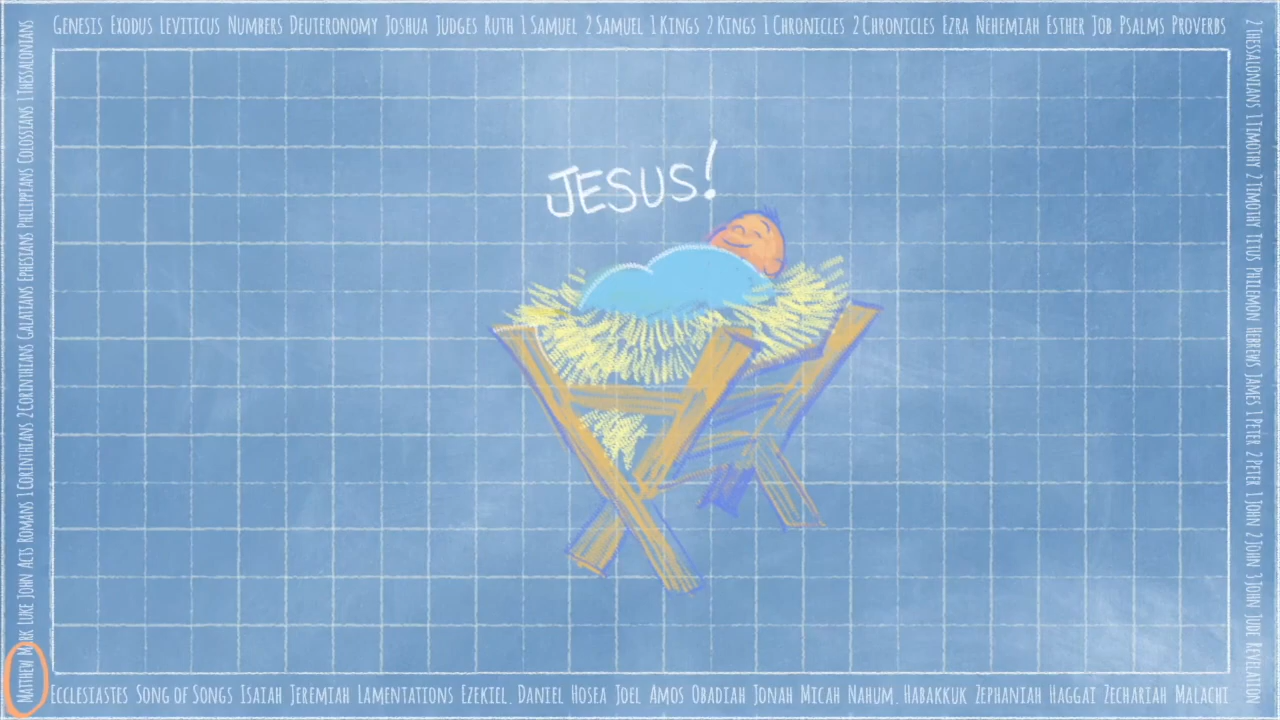 Genesis Exodus Leviticus Numbers Deuteronomy Joshua Judges Ruth 1 Samuel 2 Samuel 1 Kings 2 Kings 1 Chronicles 2 Chronicles Ezra Nehemiah Esther Job Psalms Proverbs
JESUS!
Ecclesiastes Song of Songs Isaiah Jeremiah Lamentations Ezekiel. Daniel Hosea Joel Amos Obadiah Jonah Micah Nahum. Habakkuk Zephaniah Haggai Zechariah Malachi
Matthew Mark Luke John Acts Romans 1 Corinthians 2 Corinthians Galatians Ephesians Philippians Colossians 1 Thessalonians
2 Thessalonians 1 Timothy 2 Timothy Titus Philemon Hebrews James 1 Peter 2 Peter 1 John 2 John 3 John Jude Revelation